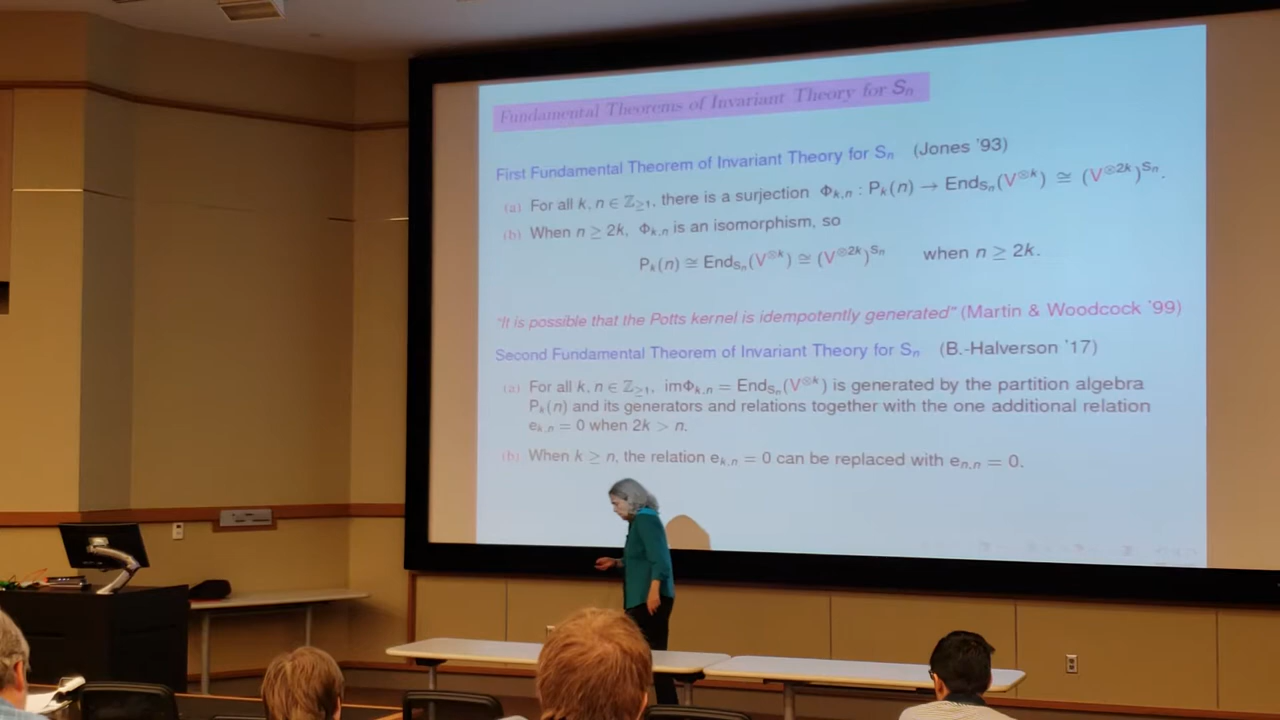 Fundamental Theorems of Invariant Theory for Sₙ
First Fundamental Theorem of Invariant Theory for Sₙ (Jones '93)
(a) For all k, n ∈ ℤ≥1, there is a surjection Φₖ,ₙ : Pₖ(n) → End_Sₙ(V^⊗k) ≅ (V^⊗2k)^Sₙ.
(b) When n ≥ 2k, Φₖ,ₙ is an isomorphism, so
Pₖ(n) ≅ End_Sₙ(V^⊗k) ≅ (V^⊗2k)^Sₙ when n ≥ 2k.
"It is possible that the Potts kernel is idempotently generated" (Martin & Woodcock '99)
Second Fundamental Theorem of Invariant Theory for Sₙ (B.-Halverson '17)
(a) For all k, n ∈ ℤ≥1, imΦₖ,ₙ = End_Sₙ(V^⊗k) is generated by the partition algebra
Pₖ(n) and its generators and relations together with the one additional relation
eₖ,ₙ = 0 when 2k > n.
(b) When k ≥ n, the relation eₖ,ₙ = 0 can be replaced with eₙ,ₙ = 0.